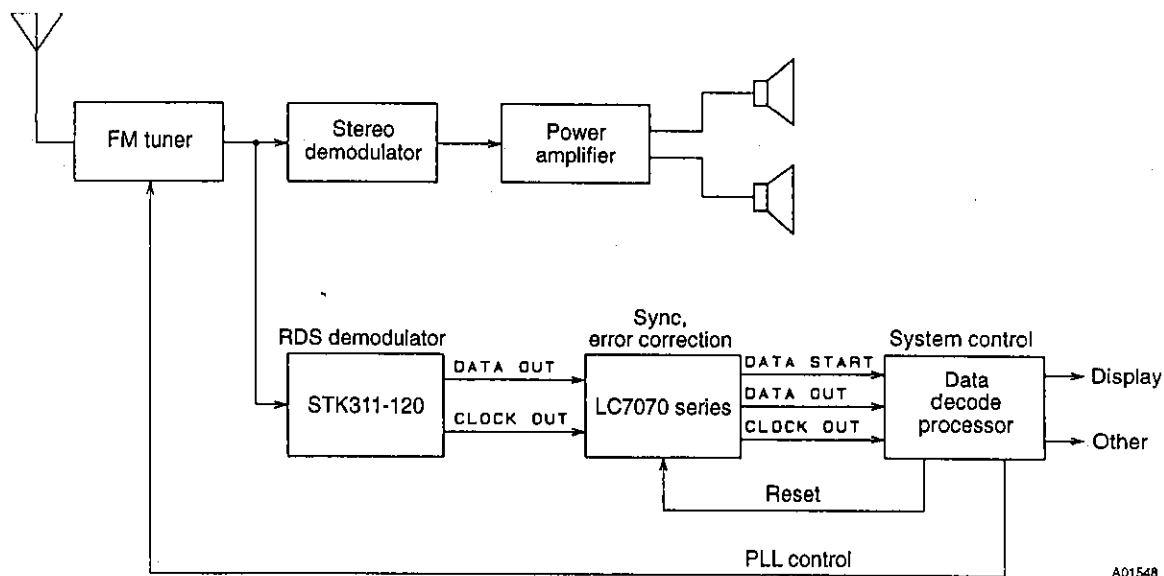 FM tuner
Stereo
demodulator
Power
amplifier
RDS demodulator
STK311-120
DATA OUT
CLOCK OUT
Sync,
error correction
LC7070 series
DATA START
DATA OUT
CLOCK OUT
System control
Data
decode
processor
Display
Other
Reset
PLL control
A01548